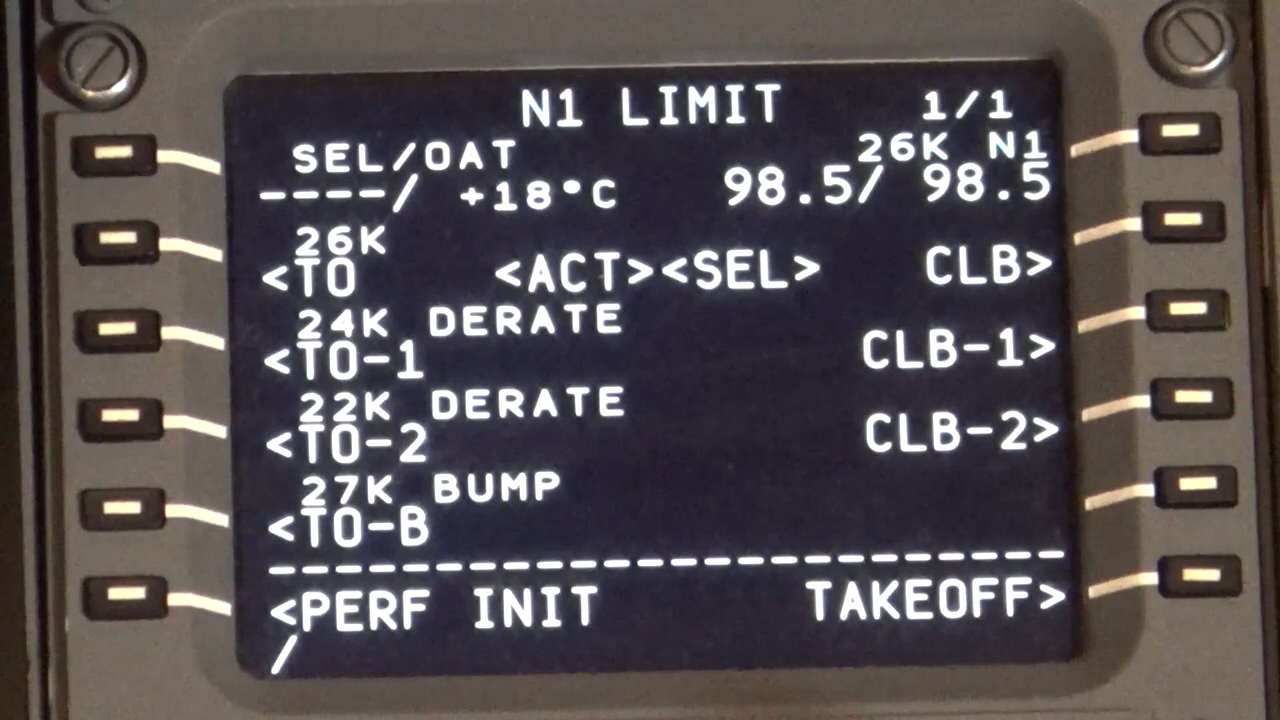 N1 LIMIT 1/1
SEL/OAT 26K N1
----/ +18°C 98.5/ 98.5
26K
<TO <ACT><SEL> CLB>
24K DERATE
<TO-1 CLB-1>
22K DERATE
<TO-2 CLB-2>
27K BUMP
<TO-B
------------------------
<PERF INIT TAKEOFF>
/